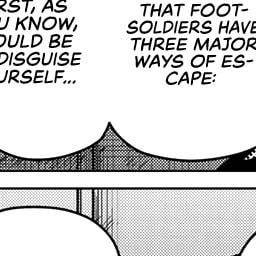 THAT FOOT-
SOLDIERS HAVE
THREE MAJOR
WAYS OF ES-
CAPE:
AS
KNOW,
BE
DISGUISE